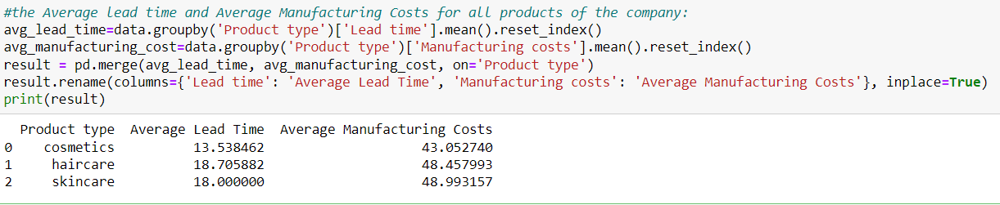 #the Average lead time and Average Manufacturing Costs for all products of the company:
avg_lead_time=data.groupby('Product type')['Lead time'].mean().reset_index()
avg_manufacturing_cost=data.groupby('Product type')['Manufacturing costs'].mean().reset_index()
result = pd.merge(avg_lead_time, avg_manufacturing_cost, on='Product type')
result.rename(columns={'Lead time': 'Average Lead Time', 'Manufacturing costs': 'Average Manufacturing Costs'}, inplace=True)
print(result)
  Product type  Average Lead Time  Average Manufacturing Costs
0    cosmetics          13.538462                    43.052740
1     haircare          18.705882                    48.457993
2     skincare          18.000000                    48.993157